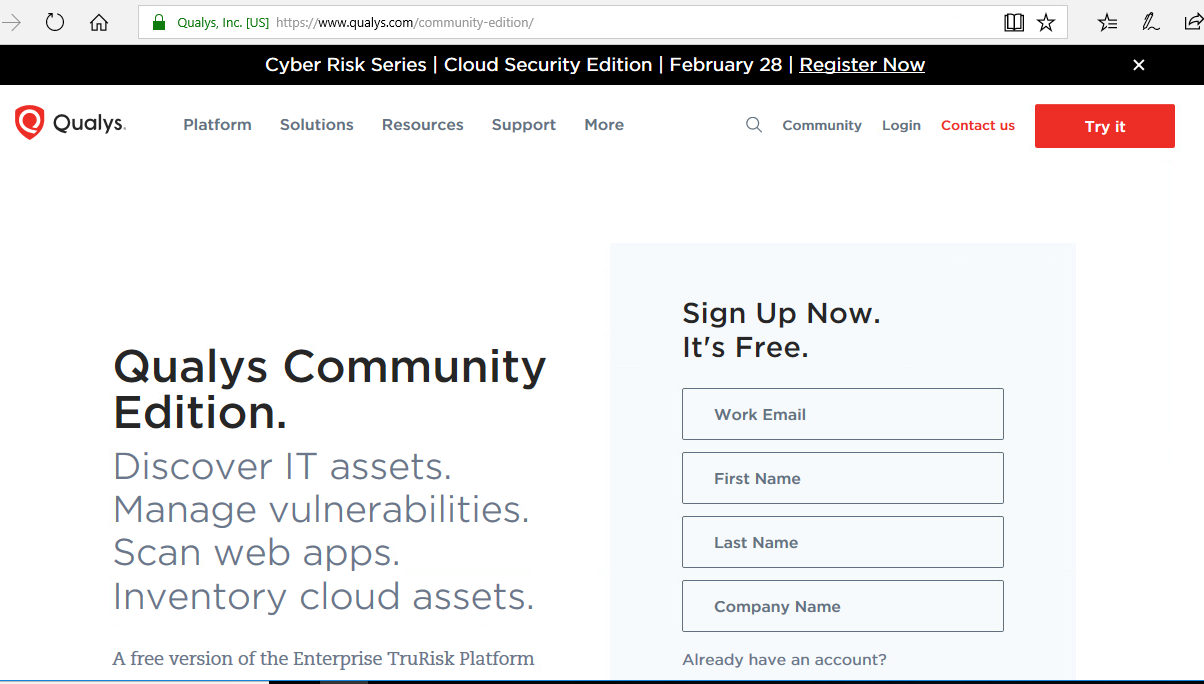 Qualys, Inc. [US] https://www.qualys.com/community-edition/
Cyber Risk Series | Cloud Security Edition | February 28 | Register Now
Qualys.
Platform Solutions Resources Support More Community Login Contact us Try it
Qualys Community
Edition.
Discover IT assets.
Manage vulnerabilities.
Scan web apps.
Inventory cloud assets.
A free version of the Enterprise TruRisk Platform
Sign Up Now.
It's Free.
Work Email
First Name
Last Name
Company Name
Already have an account?